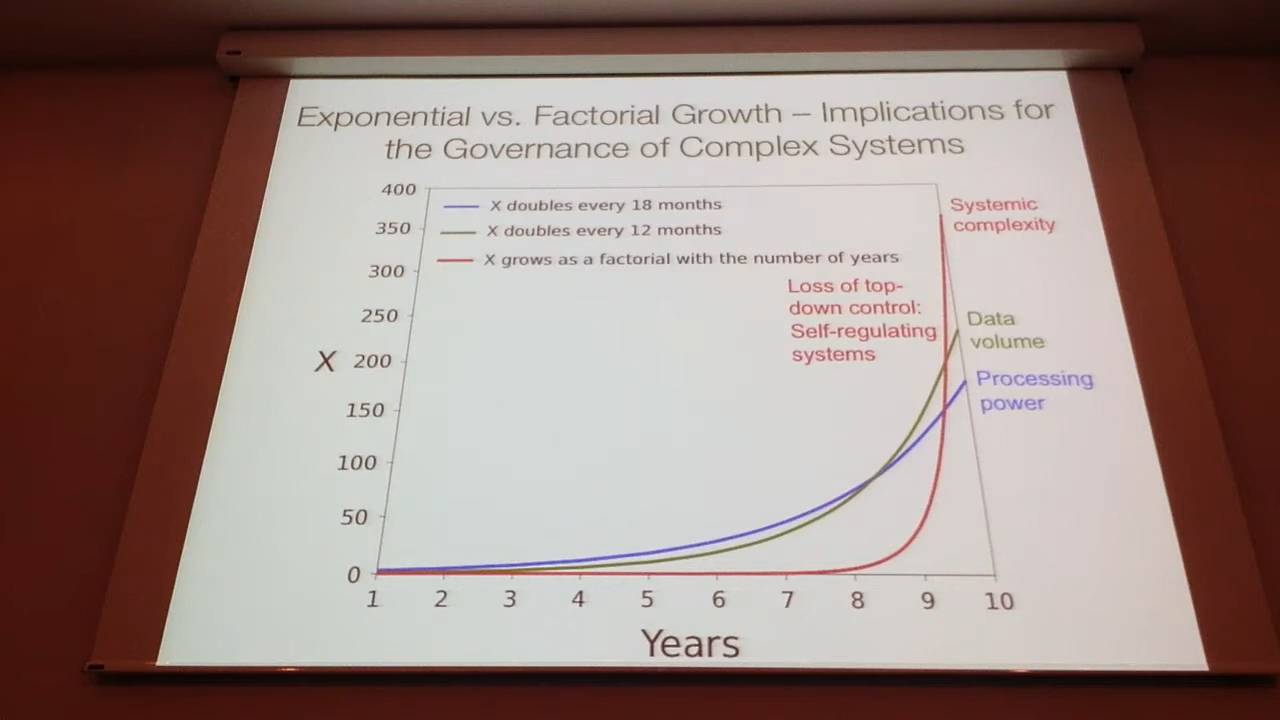 Exponential vs. Factorial Growth – Implications for
the Governance of Complex Systems
400
350
300
250
200
150
100
50
0
X
X doubles every 18 months
X doubles every 12 months
X grows as a factorial with the number of years
Loss of top-
down control:
Self-regulating
systems
Systemic
complexity
Data
volume
Processing
power
1 2 3 4 5 6 7 8 9 10
Years